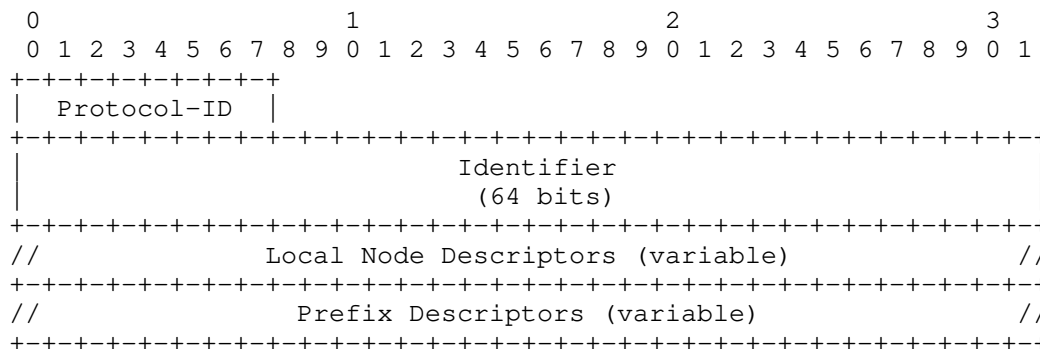 0                   1                   2                   3
 0 1 2 3 4 5 6 7 8 9 0 1 2 3 4 5 6 7 8 9 0 1 2 3 4 5 6 7 8 9 0 1
+-+-+-+-+-+-+-+-+
|  Protocol-ID  |
+-+-+-+-+-+-+-+-+-+-+-+-+-+-+-+-+-+-+-+-+-+-+-+-+-+-+-+-+-+-+-+-+-
|                           Identifier
|                            (64 bits)
+-+-+-+-+-+-+-+-+-+-+-+-+-+-+-+-+-+-+-+-+-+-+-+-+-+-+-+-+-+-+-+-+-
//              Local Node Descriptors (variable)              //
+-+-+-+-+-+-+-+-+-+-+-+-+-+-+-+-+-+-+-+-+-+-+-+-+-+-+-+-+-+-+-+-+-
//                Prefix Descriptors (variable)                //
+-+-+-+-+-+-+-+-+-+-+-+-+-+-+-+-+-+-+-+-+-+-+-+-+-+-+-+-+-+-+-+-+-